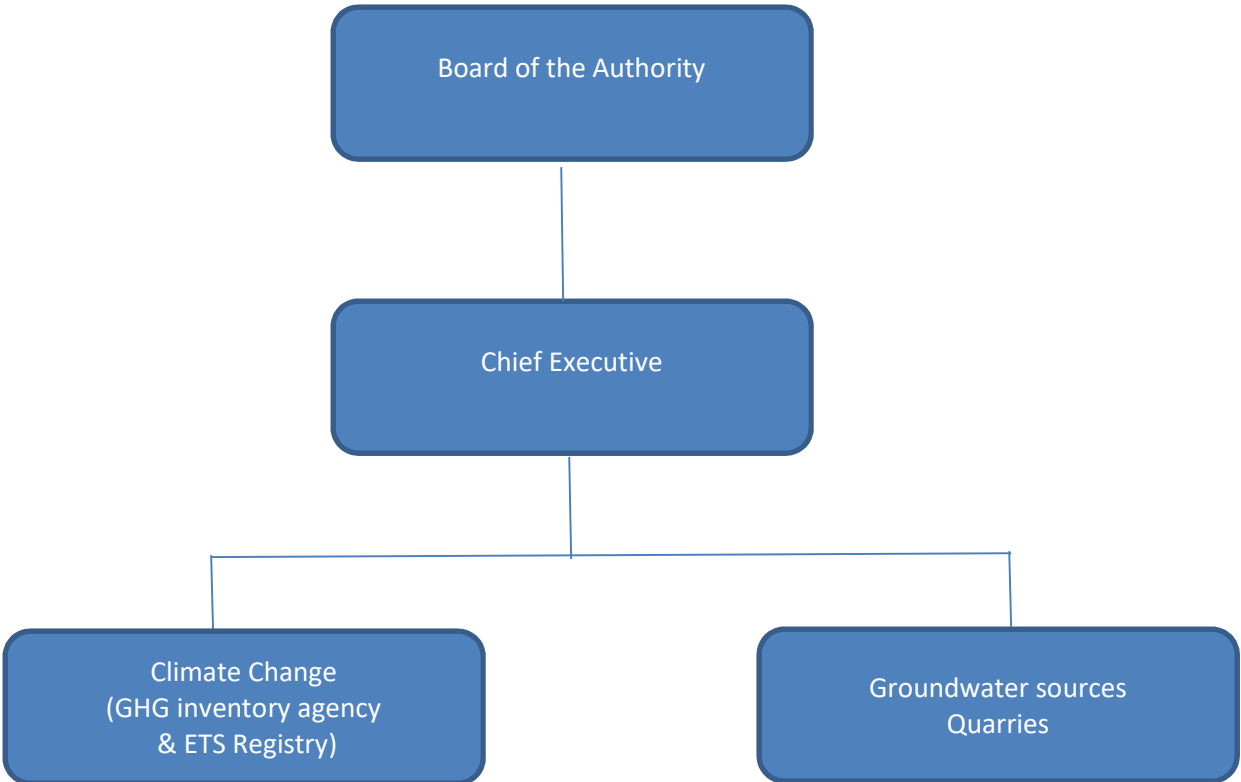 Board of the Authority
Chief Executive
Climate Change
(GHG inventory agency
& ETS Registry)
Groundwater sources
Quarries